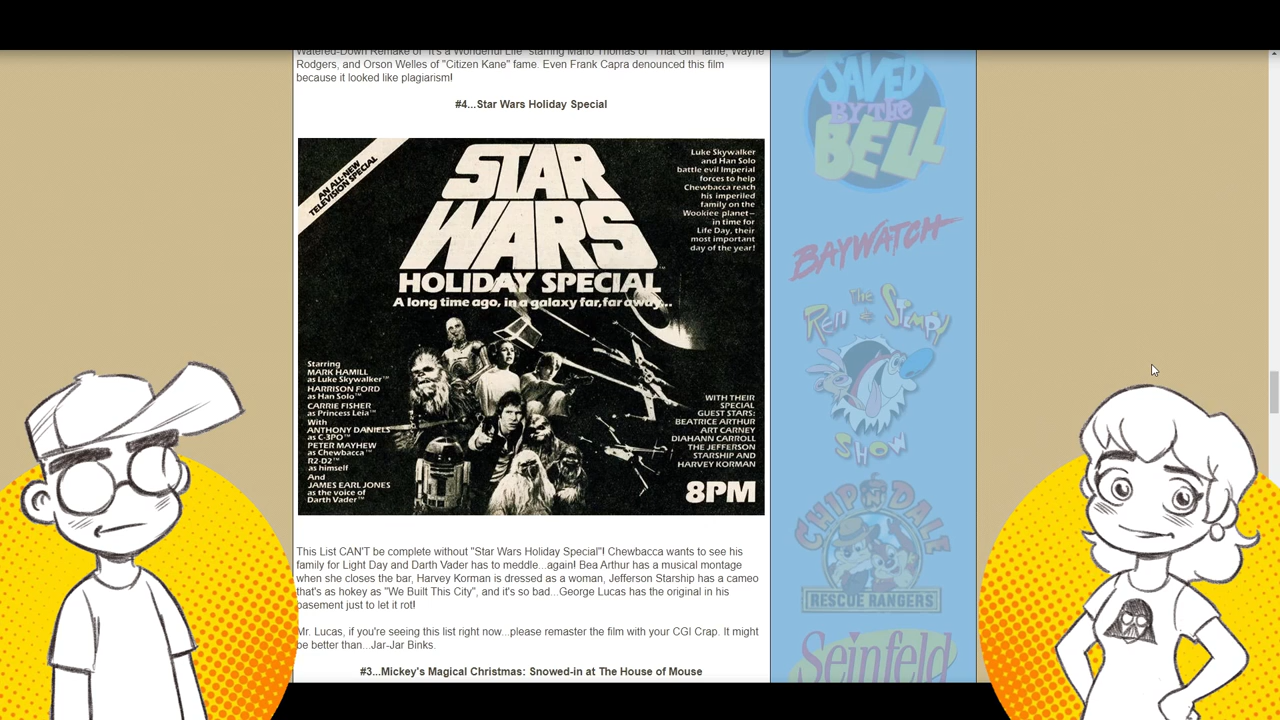 Watered-Down Remake of "It's a Wonderful Life" starring Marlo Thomas of "That Girl" fame, Wayne
Rodgers, and Orson Welles of "Citizen Kane" fame. Even Frank Capra denounced this film
because it looked like plagiarism!
#4...Star Wars Holiday Special
AN ALL-NEW
TELEVISION SPECIAL
STAR
WARS
HOLIDAY SPECIAL
A long time ago, in a galaxy far, far away...
Luke Skywalker
and Han Solo
battle evil Imperial
forces to help
Chewbacca reach
his imperiled
family on the
Wookiee planet—
in time for
Life Day, their
most important
day of the year!
Starring
MARK HAMILL
as Luke Skywalker™
HARRISON FORD
as Han Solo™
CARRIE FISHER
as Princess Leia™
With
ANTHONY DANIELS
as C-3PO™
PETER MAYHEW
as Chewbacca™
R2-D2™
as himself
And
JAMES EARL JONES
as the voice of
Darth Vader™
WITH THEIR
SPECIAL
GUEST STARS:
BEATRICE ARTHUR
ART CARNEY
DIAHANN CARROLL
THE JEFFERSON
STARSHIP AND
HARVEY KORMAN
8PM
This List CAN'T be complete without "Star Wars Holiday Special"! Chewbacca wants to see his
family for Light Day and Darth Vader has to meddle...again! Bea Arthur has a musical montage
when she closes the bar, Harvey Korman is dressed as a woman, Jefferson Starship has a cameo
that's as hokey as "We Built This City", and it's so bad...George Lucas has the original in his
basement just to let it rot!
Mr. Lucas, if you're seeing this list right now...please remaster the film with your CGI Crap. It might
be better than...Jar-Jar Binks.
#3...Mickey's Magical Christmas: Snowed-in at The House of Mouse
SAVED
BY THE
BELL
BAYWATCH
The
Ren & Stimpy
SHOW
CHIP 'N DALE
RESCUE RANGERS
Seinfeld